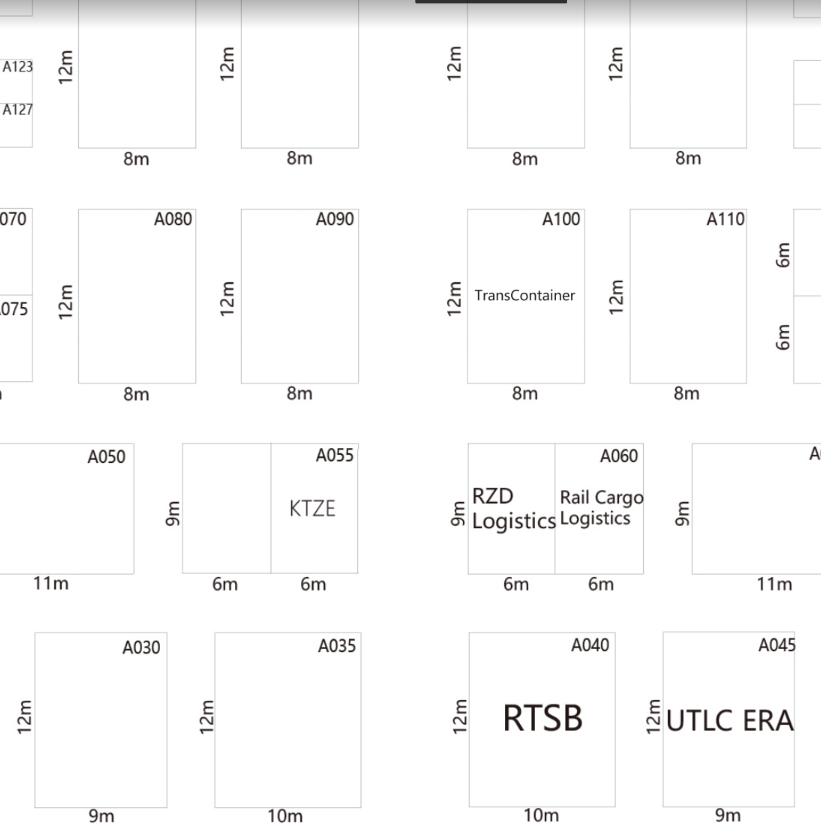 A123
12m
12m
12m
12m
A127
8m
8m
8m
8m
070
A080
A090
A100
A110
6m
12m
12m
12m
TransContainer
12m
075
6m
8m
8m
8m
8m
A050
A055
A060
9m
KTZE
9m
RZD
Logistics
Rail Cargo
Logistics
9m
11m
6m
6m
6m
6m
11m
A030
A035
A040
A045
12m
12m
12m
RTSB
12m
UTLC ERA
9m
10m
10m
9m